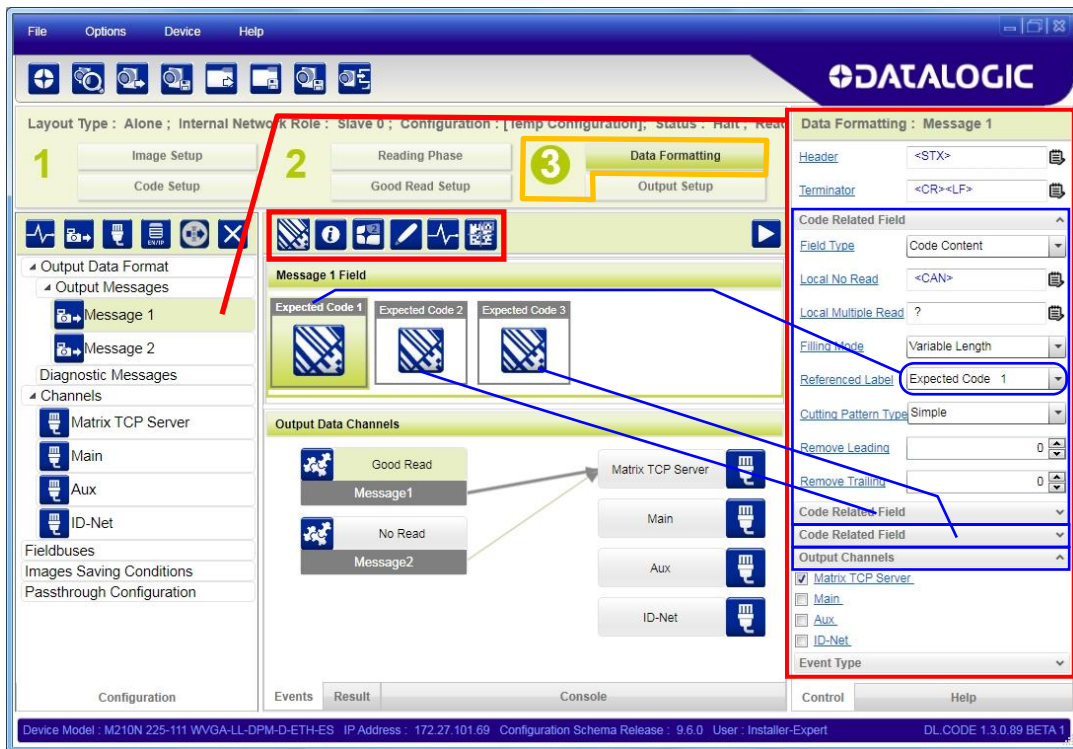 File Options Device Help
DATALOGIC
Layout Type : Alone ; Internal Network Role : Slave 0 ; Configuration : [Temp Configuration], Status : Halt , Read
1
Image Setup
Code Setup
2
Reading Phase
Good Read Setup
3
Data Formatting
Output Setup
EN/IP
Output Data Format
Output Messages
Message 1
Message 2
Diagnostic Messages
Channels
Matrix TCP Server
Main
Aux
ID-Net
Fieldbuses
Images Saving Conditions
Passthrough Configuration
Configuration
Message 1 Field
Expected Code 1 Expected Code 2 Expected Code 3
Output Data Channels
Good Read
Message1
No Read
Message2
Matrix TCP Server
Main
Aux
ID-Net
Events Result Console
Data Formatting : Message 1
Header <STX>
Terminator <CR><LF>
Code Related Field
Field Type Code Content
Local No Read <CAN>
Local Multiple Read ?
Filling Mode Variable Length
Referenced Label Expected Code 1
Cutting Pattern Type Simple
Remove Leading 0
Remove Trailing 0
Code Related Field
Code Related Field
Output Channels
Matrix TCP Server
Main
Aux
ID-Net
Event Type
Control Help
Device Model : M210N 225-111 WVGA-LL-DPM-D-ETH-ES IP Address : 172.27.101.69 Configuration Schema Release : 9.6.0 User : Installer-Expert DL.CODE 1.3.0.89 BETA 1